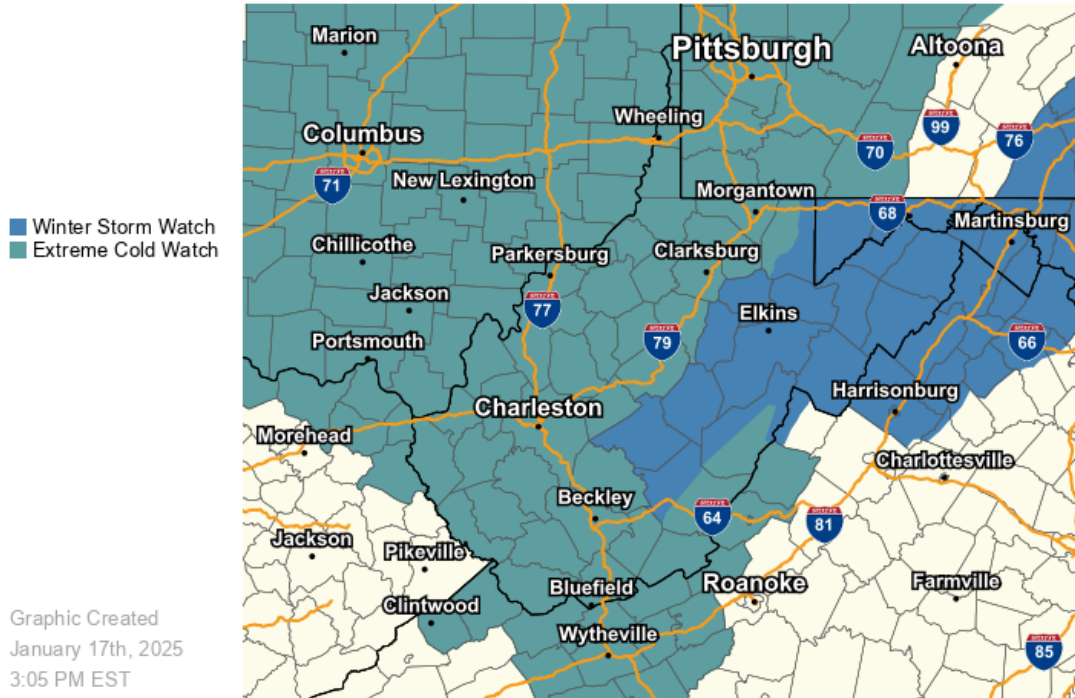 Marion
Pittsburgh
Altoona
Wheeling
99
76
Columbus
70
71
New Lexington
Morgantown
68
Martinsburg
Winter Storm Watch
Extreme Cold Watch
Chillicothe
Parkersburg
Clarksburg
Jackson
77
Elkins
Portsmouth
79
66
Harrisonburg
Charleston
Morehead
Charlottesville
Beckley
64
81
Jackson
Pikeville
Bluefield
Roanoke
Farmville
Clintwood
Wytheville
85
Graphic Created
January 17th, 2025
3:05 PM EST